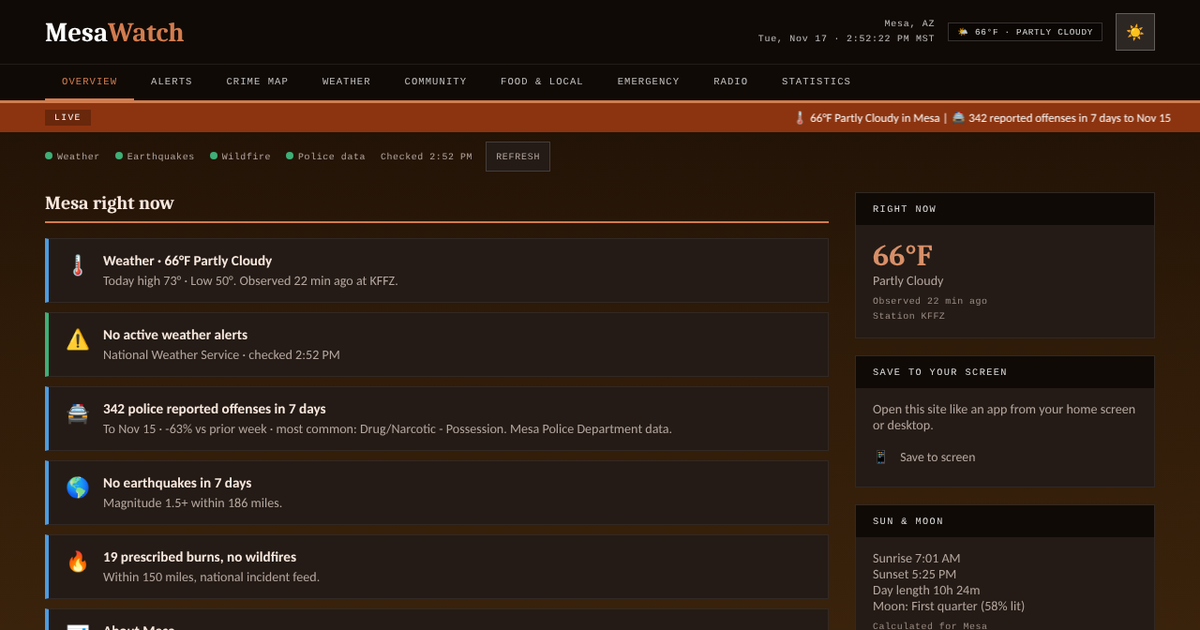 MesaWatch
Mesa, AZ
Tue, Nov 17 · 2:52:22 PM MST
66°F · PARTLY CLOUDY
OVERVIEW
ALERTS
CRIME MAP
WEATHER
COMMUNITY
FOOD & LOCAL
EMERGENCY
RADIO
STATISTICS
LIVE
66°F Partly Cloudy in Mesa | 342 reported offenses in 7 days to Nov 15
Weather
Earthquakes
Wildfire
Police data
Checked 2:52 PM
REFRESH
Mesa right now
Weather · 66°F Partly Cloudy
Today high 73° · Low 50°. Observed 22 min ago at KFFZ.
No active weather alerts
National Weather Service · checked 2:52 PM
342 police reported offenses in 7 days
To Nov 15 · -63% vs prior week · most common: Drug/Narcotic - Possession. Mesa Police Department data.
No earthquakes in 7 days
Magnitude 1.5+ within 186 miles.
19 prescribed burns, no wildfires
Within 150 miles, national incident feed.
About Mesa
RIGHT NOW
66°F
Partly Cloudy
Observed 22 min ago
Station KFFZ
SAVE TO YOUR SCREEN
Open this site like an app from your home screen
or desktop.
Save to screen
SUN & MOON
Sunrise 7:01 AM
Sunset 5:25 PM
Day length 10h 24m
Moon: First quarter (58% lit)
Calculated for Mesa